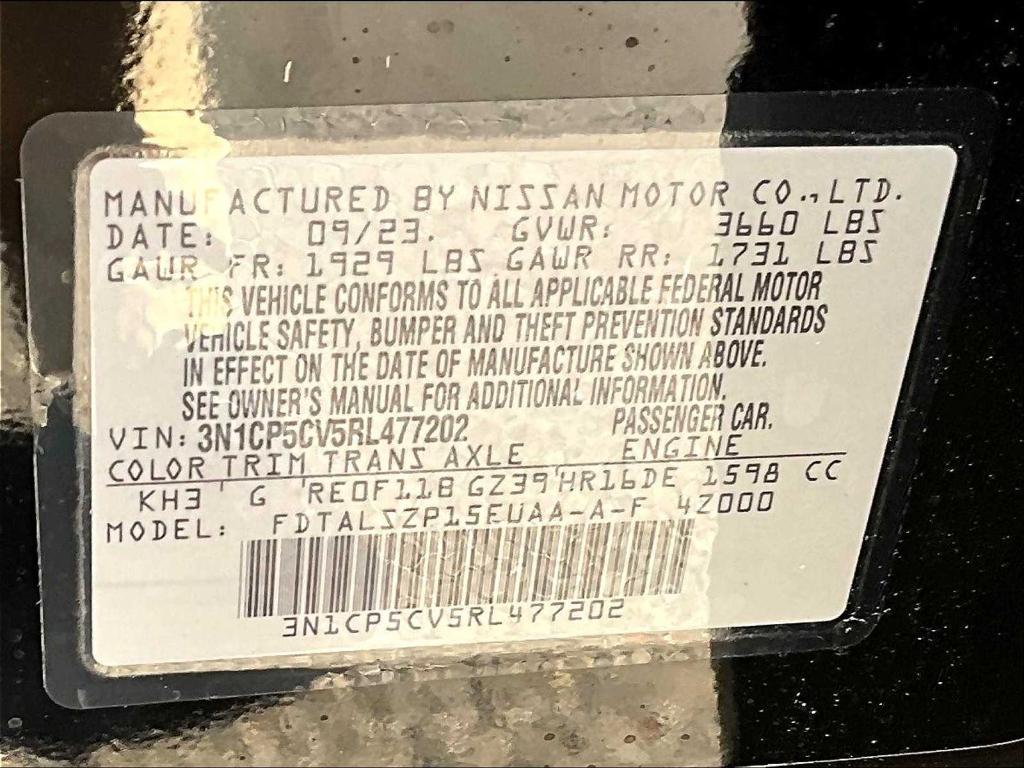 MANUFACTURED BY NISSAN MOTOR CO., LTD.
DATE: 09/23. GVWR: 3660 LBS
GAWR FR: 1929 LBS GAWR RR: 1731 LBS
THIS VEHICLE CONFORMS TO ALL APPLICABLE FEDERAL MOTOR
VEHICLE SAFETY, BUMPER AND THEFT PREVENTION STANDARDS
IN EFFECT ON THE DATE OF MANUFACTURE SHOWN ABOVE.
SEE OWNER'S MANUAL FOR ADDITIONAL INFORMATION.
VIN: 3N1CP5CV5RL477202 PASSENGER CAR.
COLOR TRIM TRANS AXLE ENGINE
KH3 ' G 'RE0F11B GZ39'HR16DE 1598 CC
MODEL: FDTALSZP15EUAA-A-F 4Z000
3N1CP5CV5RL477202